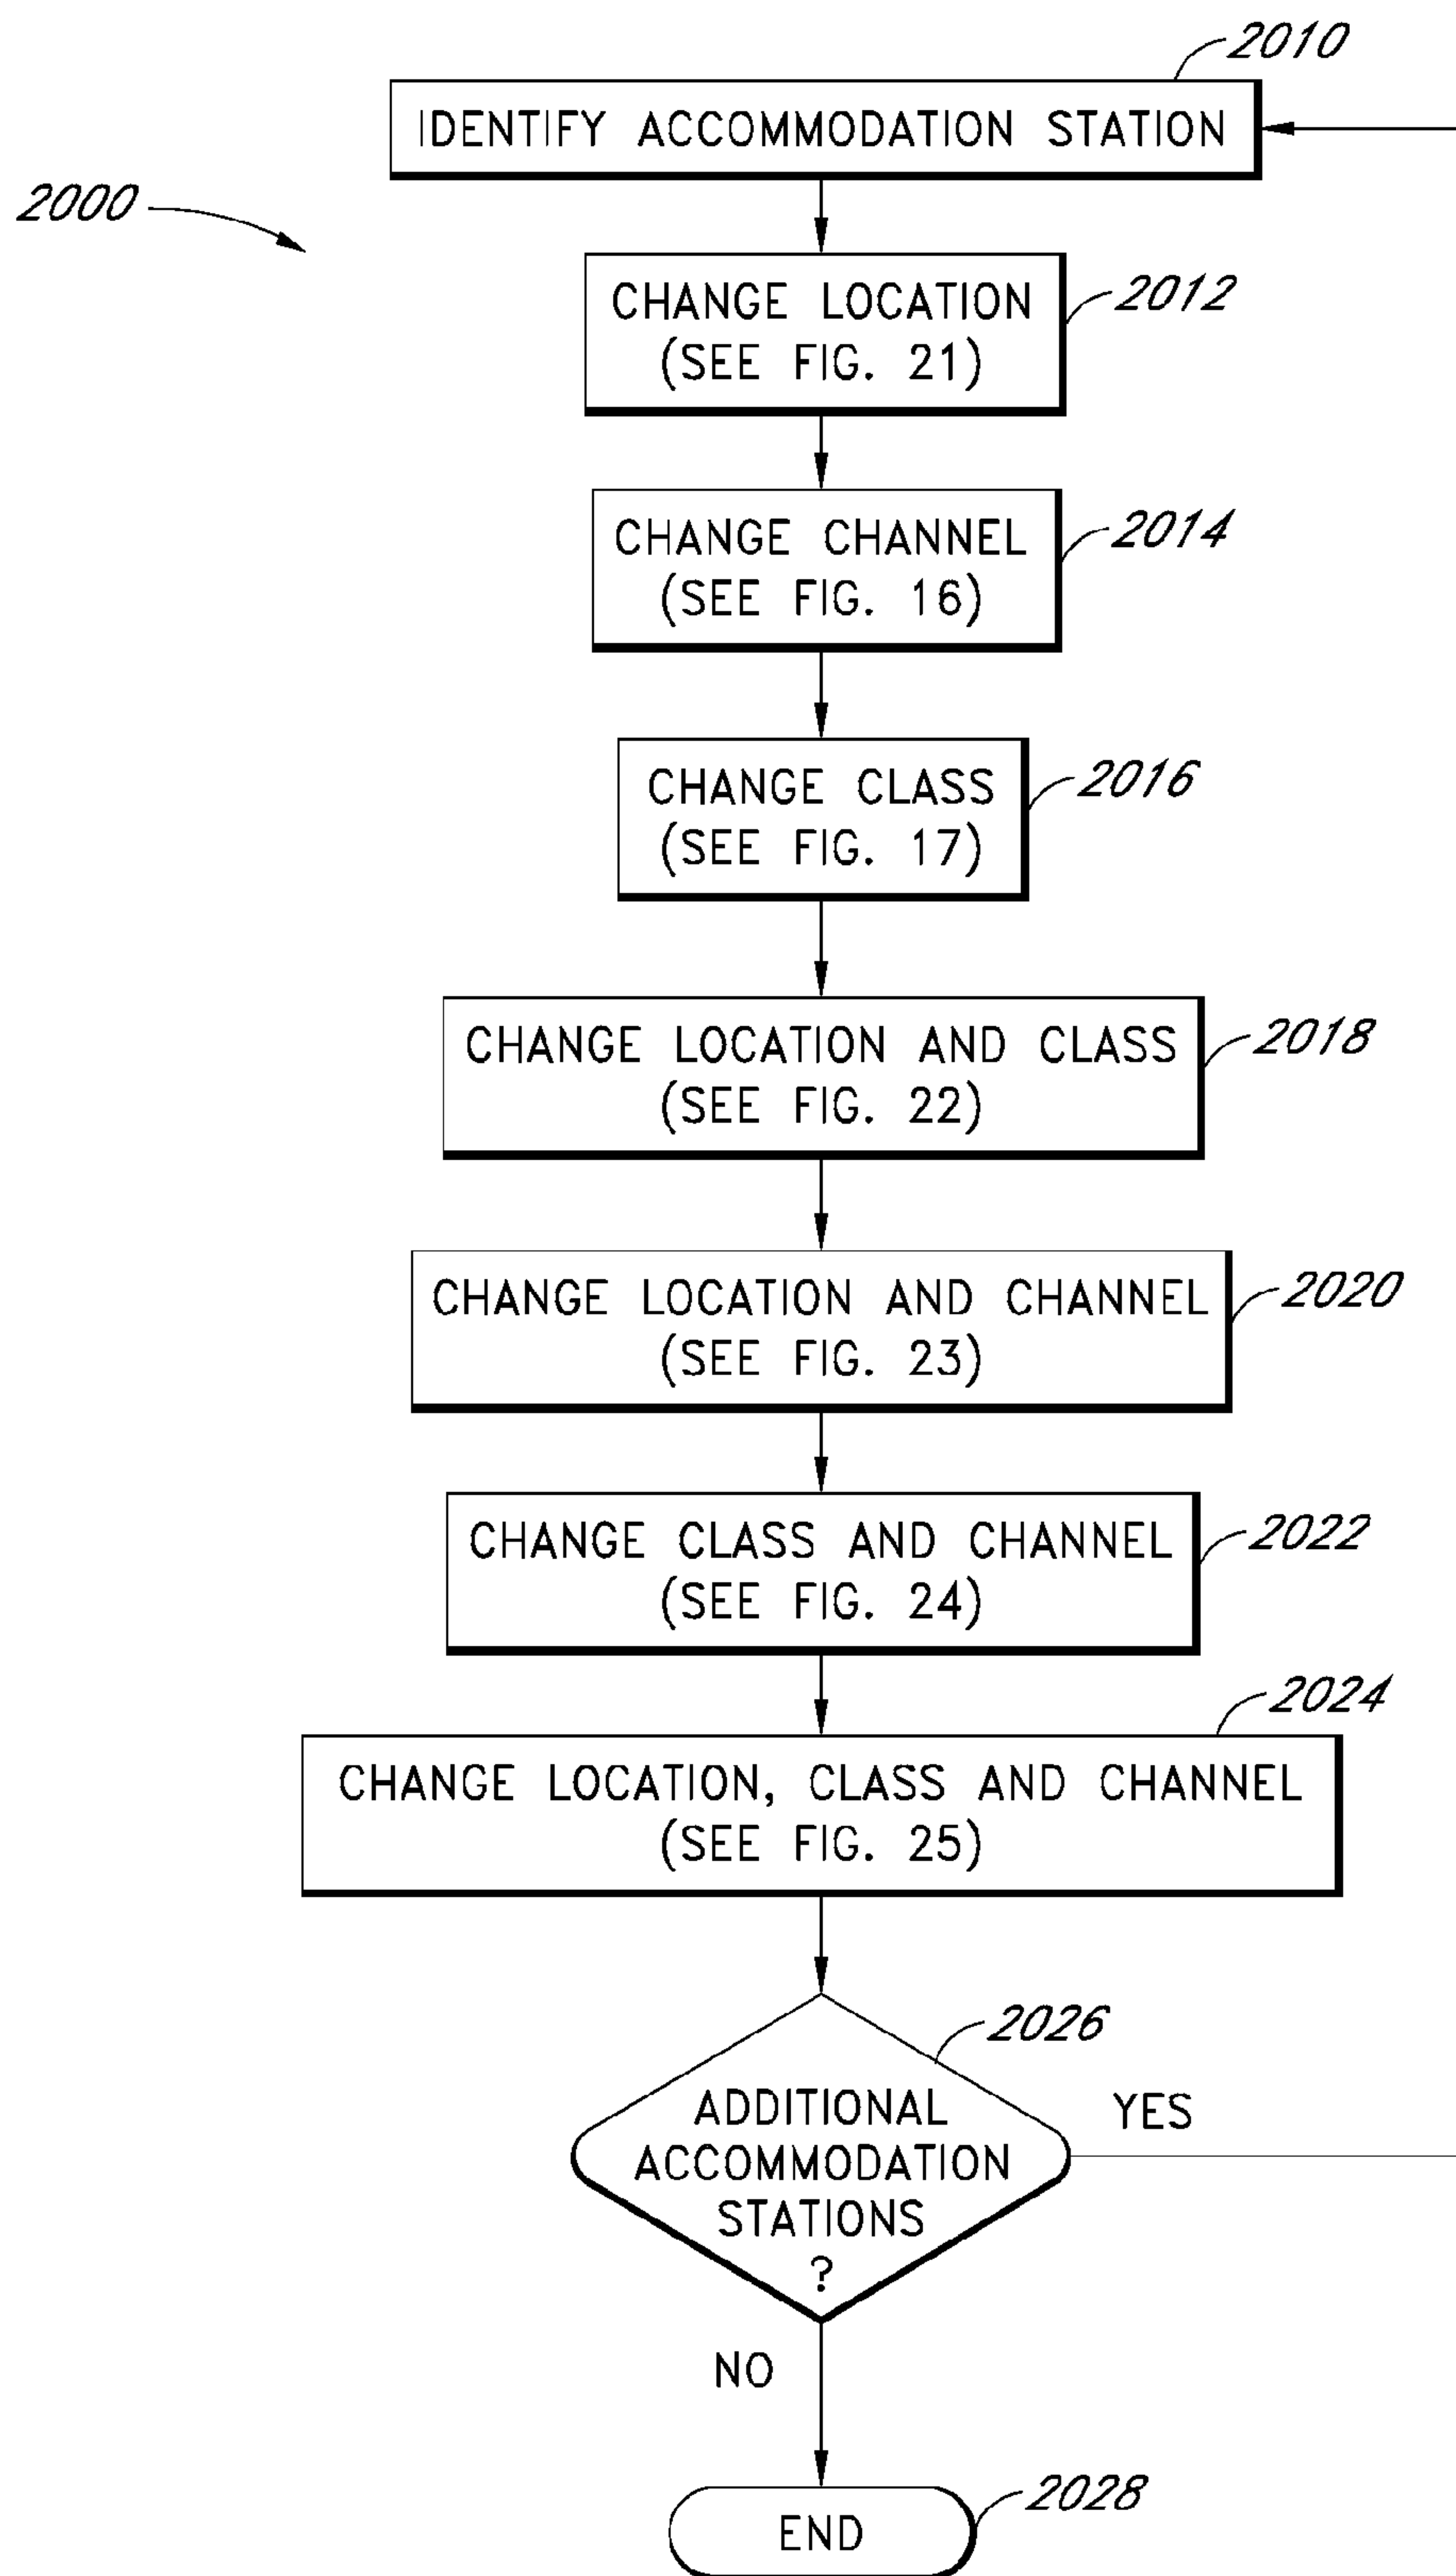 2010
IDENTIFY ACCOMMODATION STATION
2000
CHANGE LOCATION
(SEE FIG. 21)
2012
CHANGE CHANNEL
(SEE FIG. 16)
2014
CHANGE CLASS
(SEE FIG. 17)
2016
CHANGE LOCATION AND CLASS
(SEE FIG. 22)
2018
CHANGE LOCATION AND CHANNEL
(SEE FIG. 23)
2020
CHANGE CLASS AND CHANNEL
(SEE FIG. 24)
2022
2024
CHANGE LOCATION, CLASS AND CHANNEL
(SEE FIG. 25)
2026
ADDITIONAL
ACCOMMODATION
STATIONS
?
YES
NO
2028
END